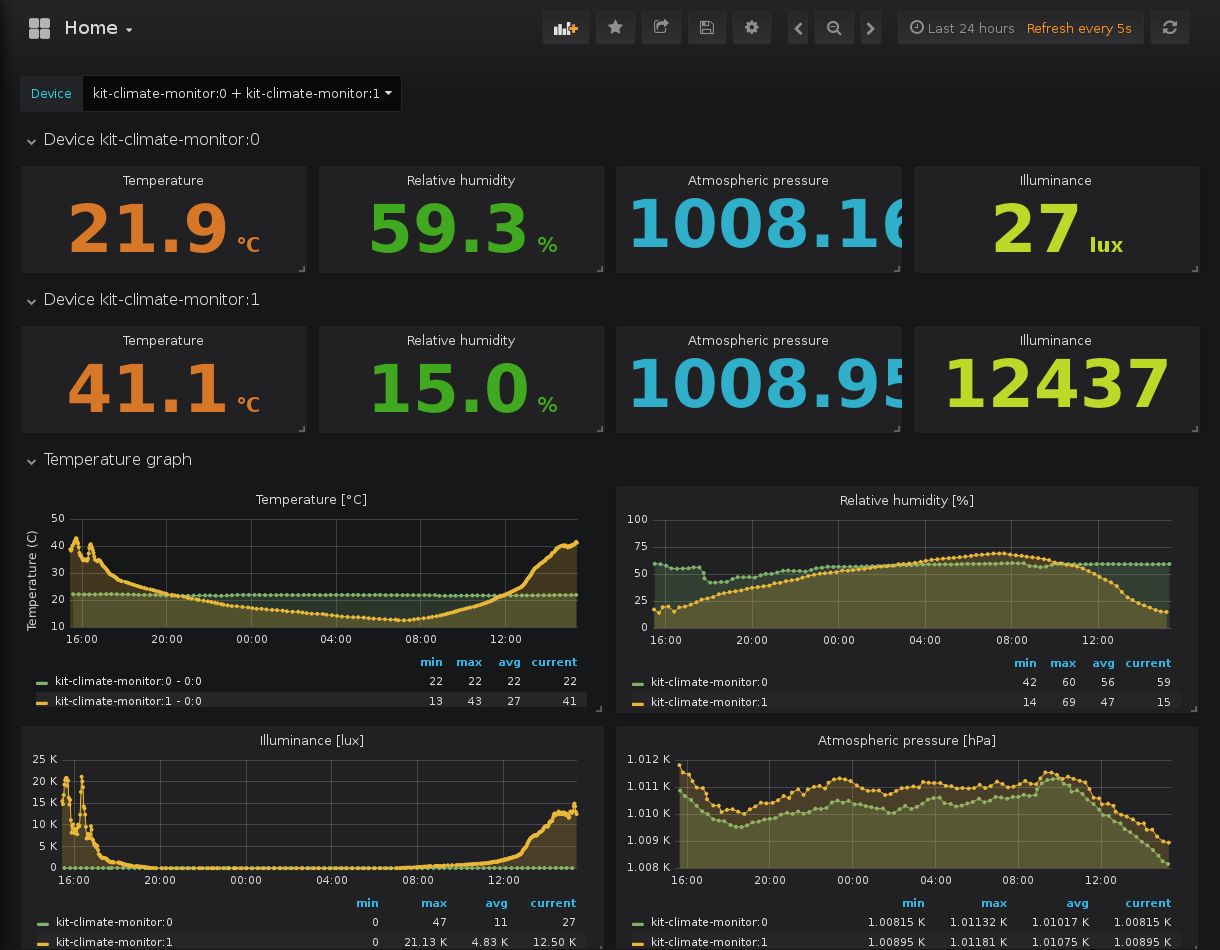 Home
Last 24 hours Refresh every 5s
Device kit-climate-monitor:0 + kit-climate-monitor:1
Device kit-climate-monitor:0
Temperature Relative humidity Atmospheric pressure Illuminance
21.9 °C 59.3 % 1008.16 27 lux
Device kit-climate-monitor:1
Temperature Relative humidity Atmospheric pressure Illuminance
41.1 °C 15.0 % 1008.95 12437
Temperature graph
Temperature [°C]
Temperature (C)
50
40
30
20
10
16:00 20:00 00:00 04:00 08:00 12:00
min max avg current
kit-climate-monitor:0 - 0:0 22 22 22 22
kit-climate-monitor:1 - 0:0 13 43 27 41
Relative humidity [%]
100
75
50
25
0
16:00 20:00 00:00 04:00 08:00 12:00
min max avg current
kit-climate-monitor:0 42 60 56 59
kit-climate-monitor:1 14 69 47 15
Illuminance [lux]
25 K
20 K
15 K
10 K
5 K
0
16:00 20:00 00:00 04:00 08:00 12:00
min max avg current
kit-climate-monitor:0 0 47 11 27
kit-climate-monitor:1 0 21.13 K 4.83 K 12.50 K
Atmospheric pressure [hPa]
1.012 K
1.011 K
1.010 K
1.009 K
1.008 K
16:00 20:00 00:00 04:00 08:00 12:00
min max avg current
kit-climate-monitor:0 1.00815 K 1.01132 K 1.01017 K 1.00815 K
kit-climate-monitor:1 1.00895 K 1.01181 K 1.01075 K 1.00895 K